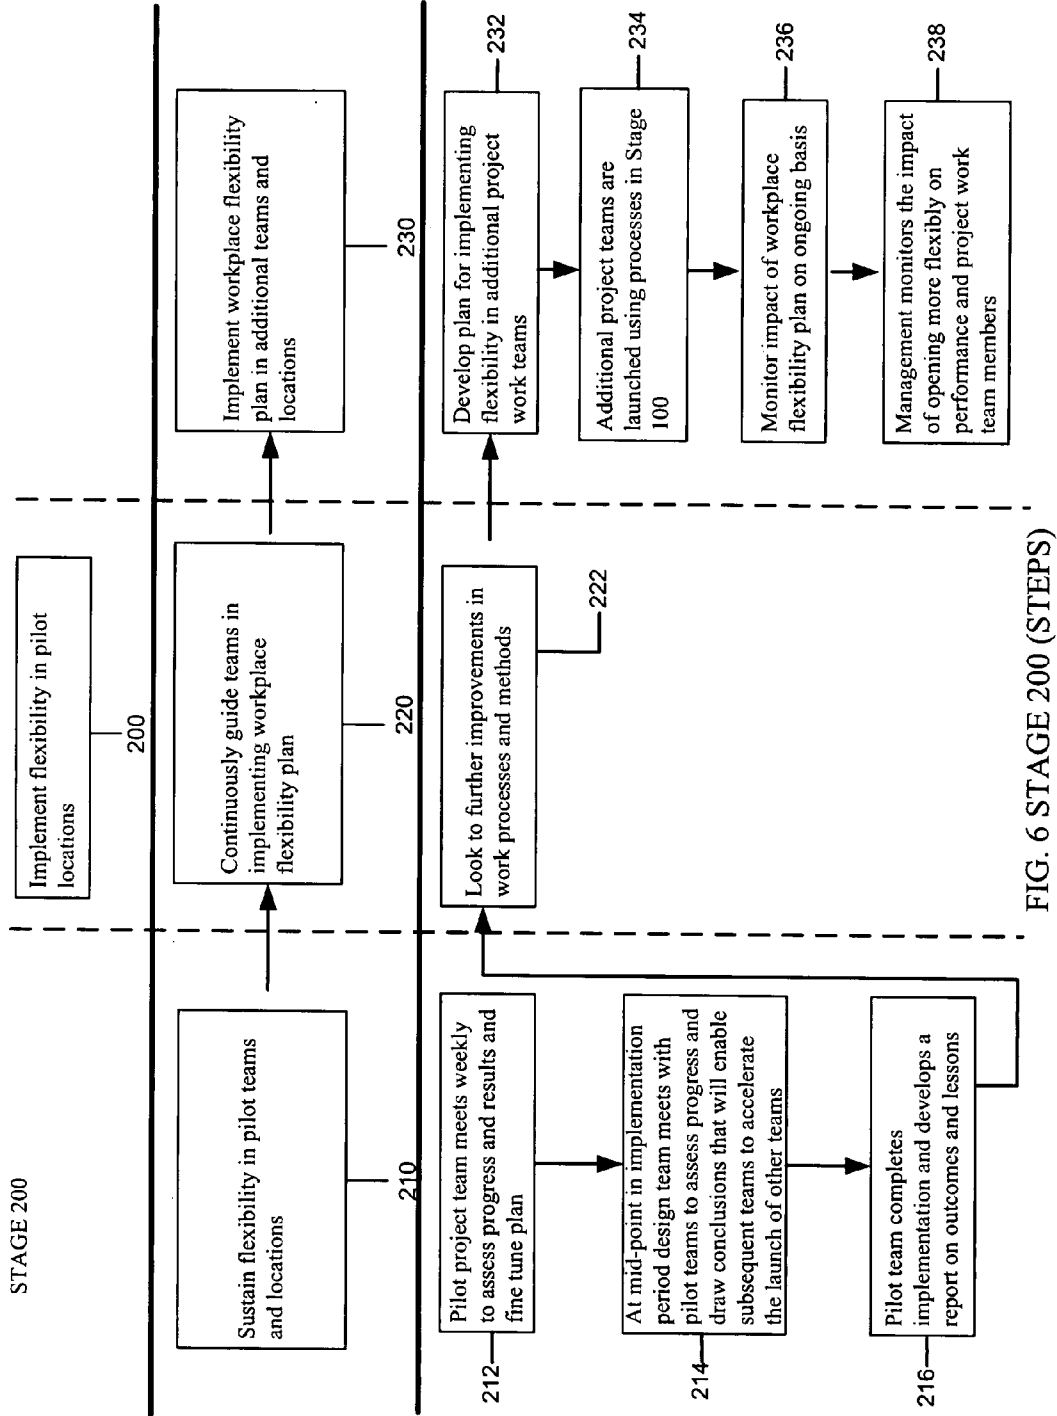 STAGE 200
Implement flexibility in pilot
locations
200
Sustain flexibility in pilot teams
and locations
210
Continuously guide teams in
implementing workplace
flexibility plan
220
Implement workplace flexibility
plan in additional teams and
locations
230
Pilot project team meets weekly
to assess progress and results and
fine tune plan
212
At mid-point in implementation
period design team meets with
pilot teams to assess progress and
draw conclusions that will enable
subsequent teams to accelerate
the launch of other teams
214
Pilot team completes
implementation and develops a
report on outcomes and lessons
216
Look to further improvements in
work processes and methods
222
Develop plan for implementing
flexibility in additional project
work teams
232
Additional project teams are
launched using processes in Stage
100
234
Monitor impact of workplace
flexibility plan on ongoing basis
236
Management monitors the impact
of opening more flexibly on
performance and project work
team members
238
FIG. 6 STAGE 200 (STEPS)